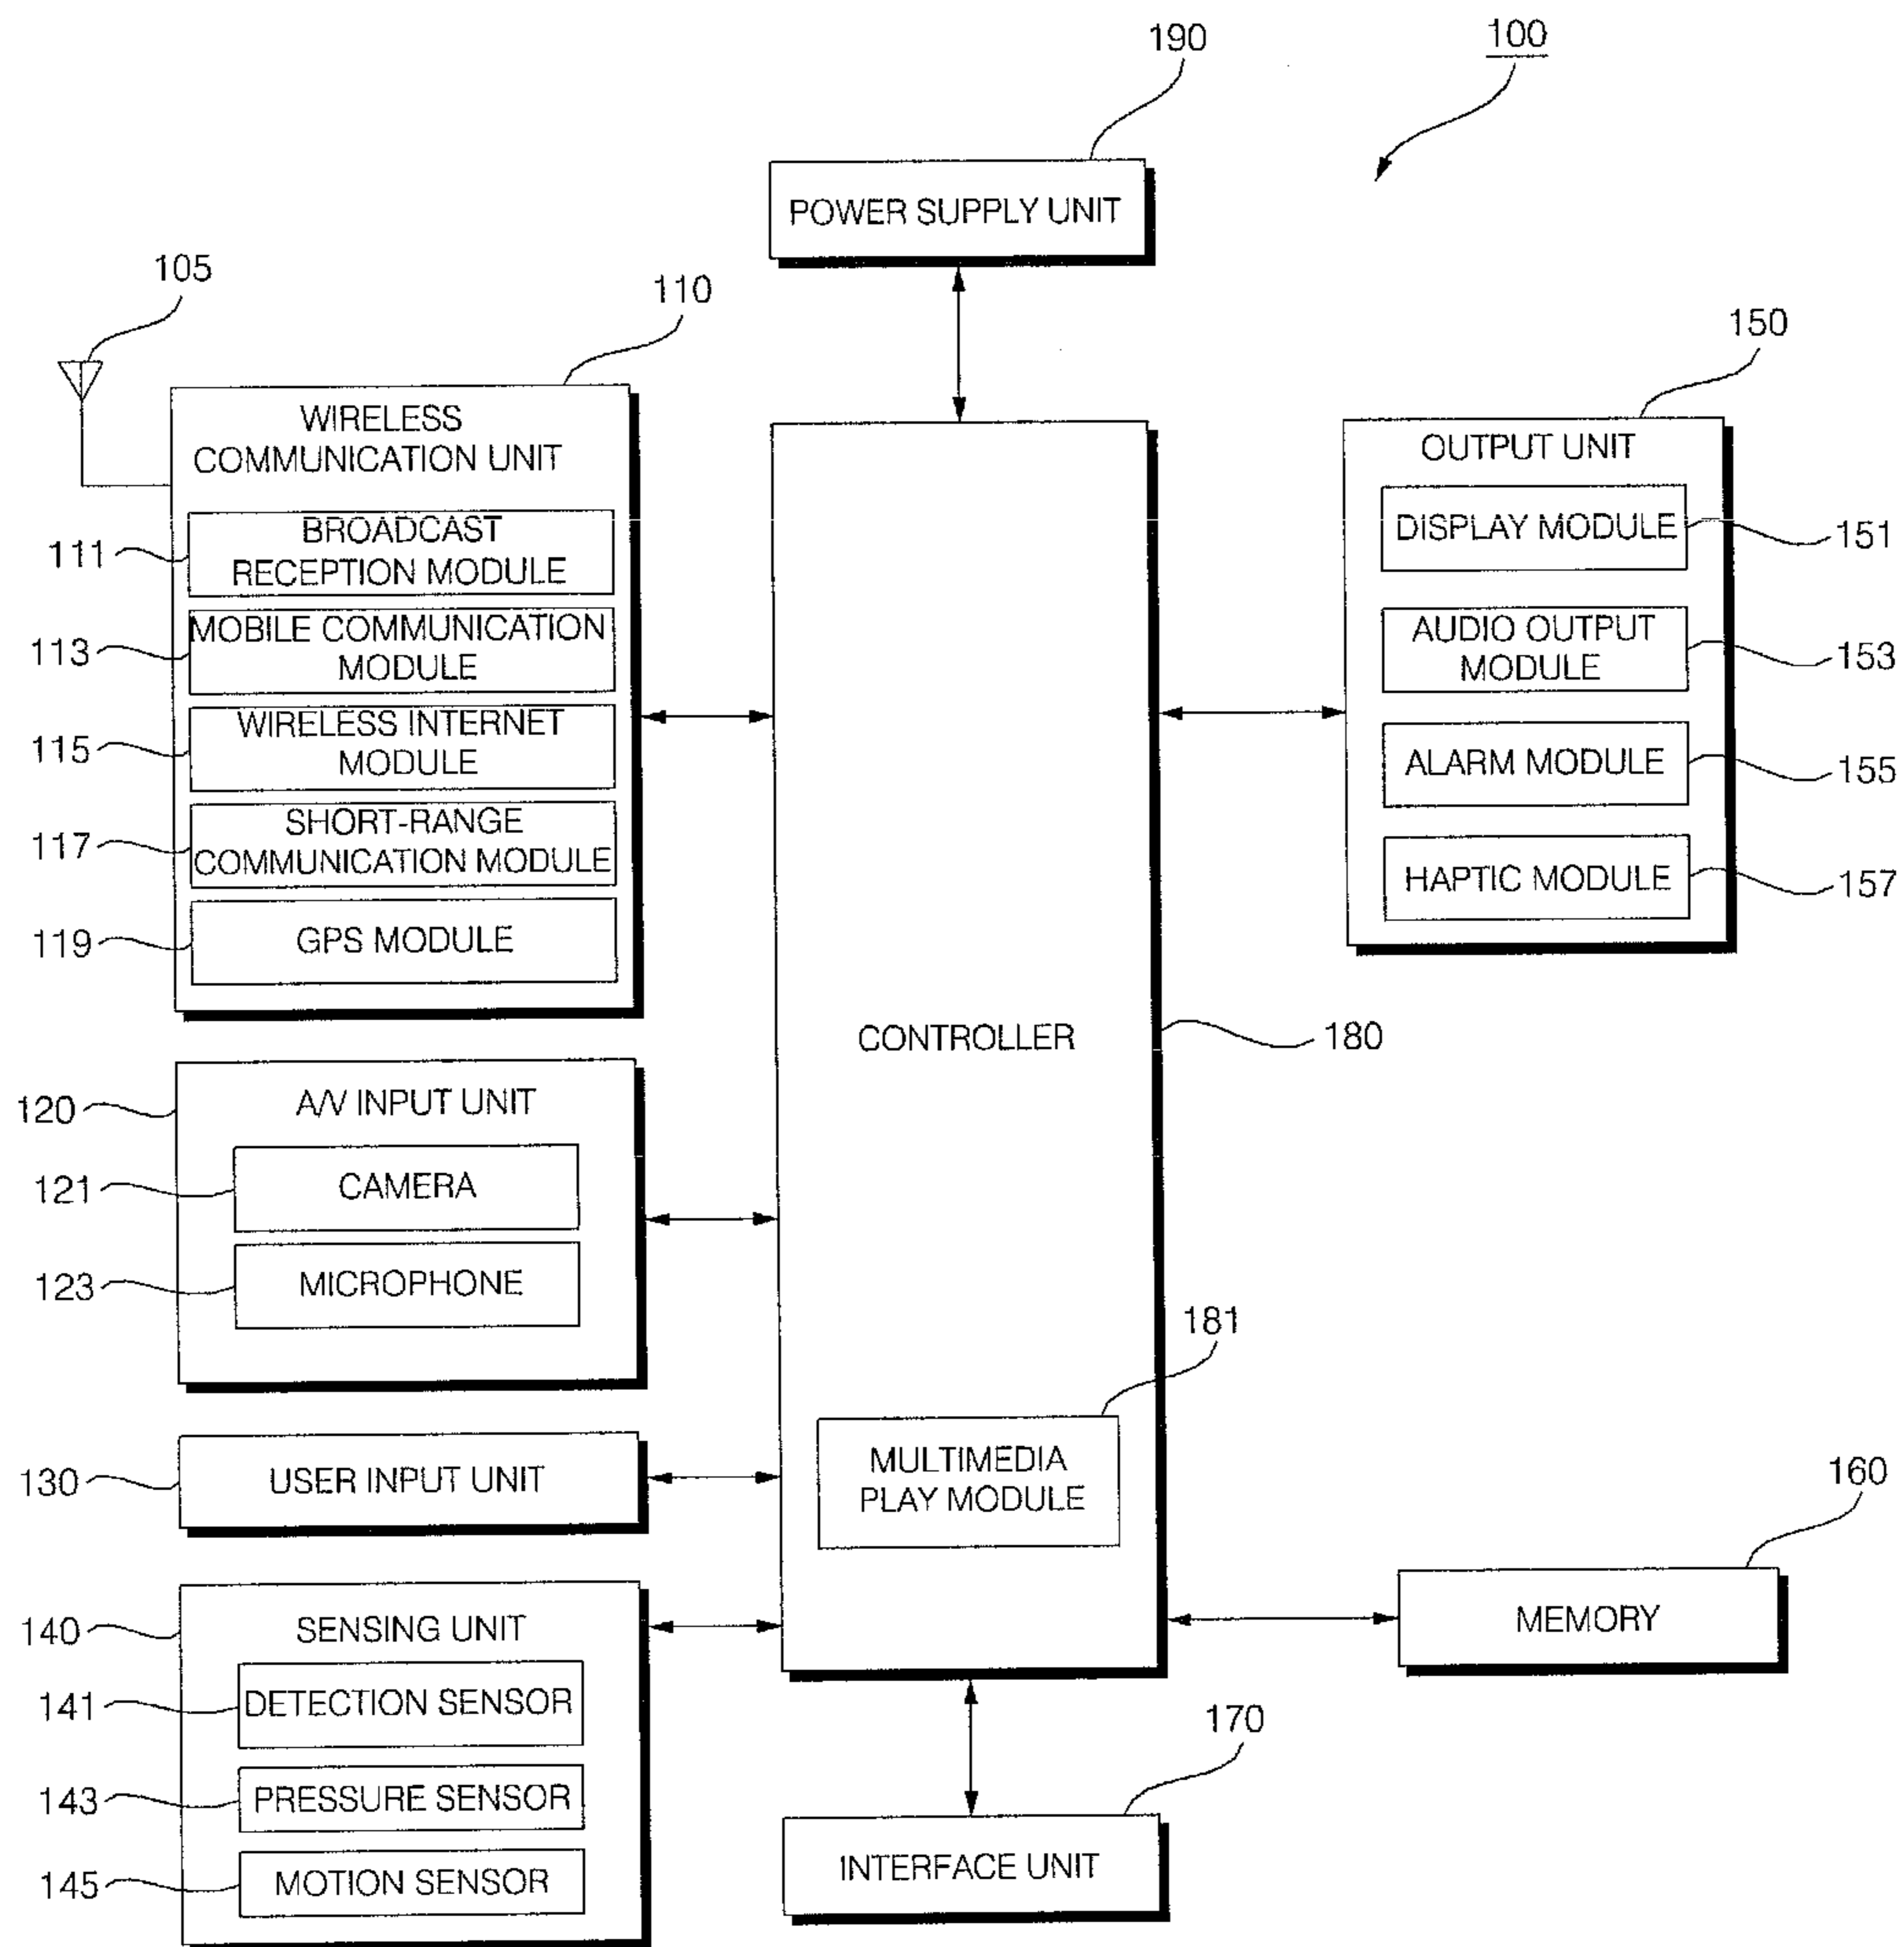 190
100
POWER SUPPLY UNIT
105
110
150
WIRELESS
COMMUNICATION UNIT
111
BROADCAST
RECEPTION MODULE
113
MOBILE COMMUNICATION
MODULE
115
WIRELESS INTERNET
MODULE
117
SHORT-RANGE
COMMUNICATION MODULE
119
GPS MODULE
OUTPUT UNIT
DISPLAY MODULE
151
AUDIO OUTPUT
MODULE
153
ALARM MODULE
155
HAPTIC MODULE
157
CONTROLLER
180
120
A/V INPUT UNIT
121
CAMERA
123
MICROPHONE
181
MULTIMEDIA
PLAY MODULE
130
USER INPUT UNIT
160
MEMORY
140
SENSING UNIT
141
DETECTION SENSOR
143
PRESSURE SENSOR
145
MOTION SENSOR
170
INTERFACE UNIT